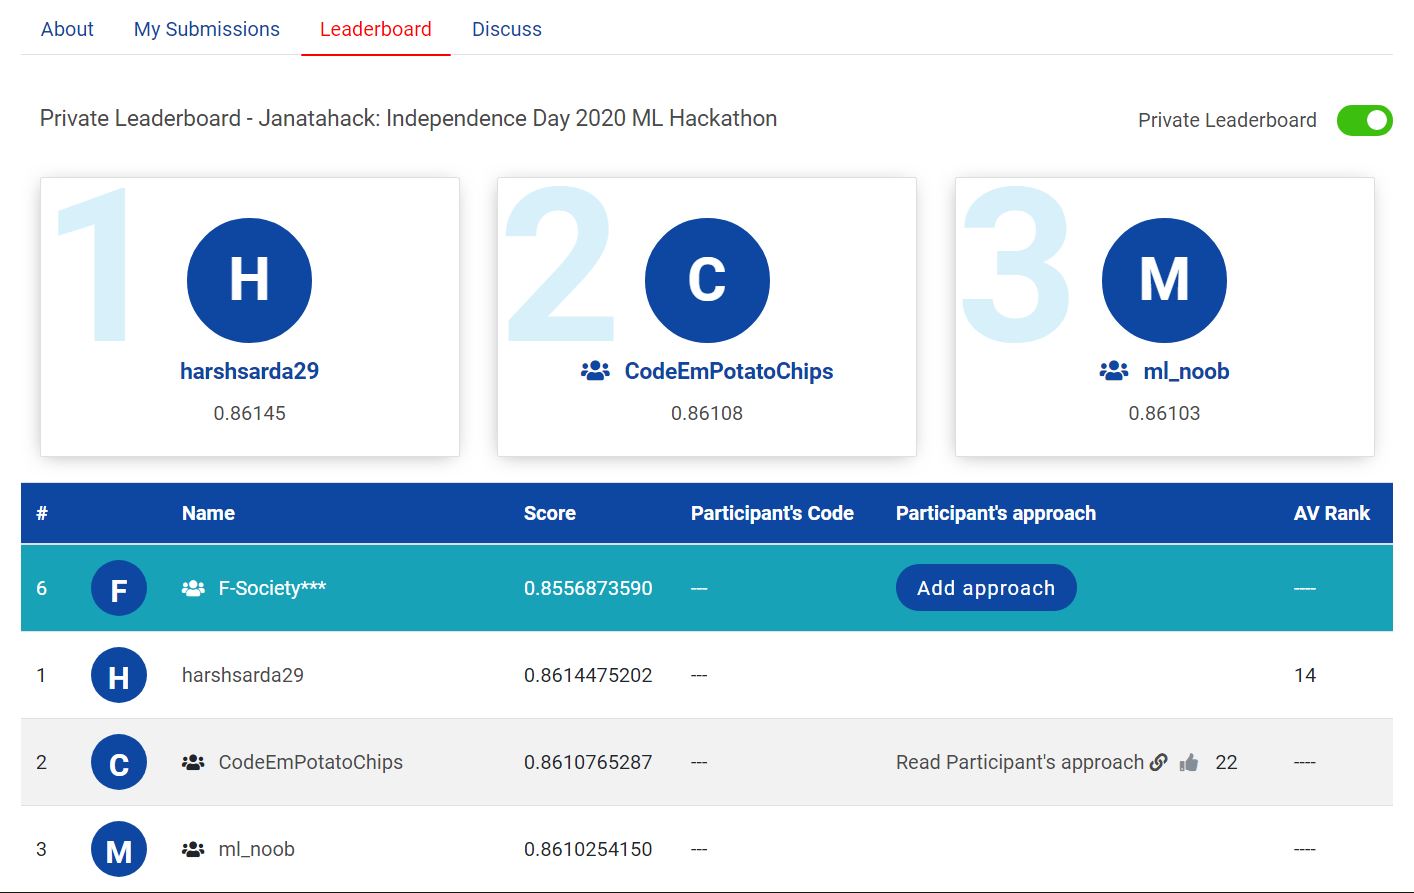 About My Submissions Leaderboard Discuss
Private Leaderboard - Janatahack: Independence Day 2020 ML Hackathon Private Leaderboard
1 2 3
H C M
harshsarda29 CodeEmPotatoChips ml_noob
0.86145 0.86108 0.86103
# Name Score Participant's Code Participant's approach AV Rank
6 F F-Society*** 0.8556873590 --- Add approach ----
1 H harshsarda29 0.8614475202 --- 14
2 C CodeEmPotatoChips 0.8610765287 --- Read Participant's approach 22 ----
3 M ml_noob 0.8610254150 --- ----